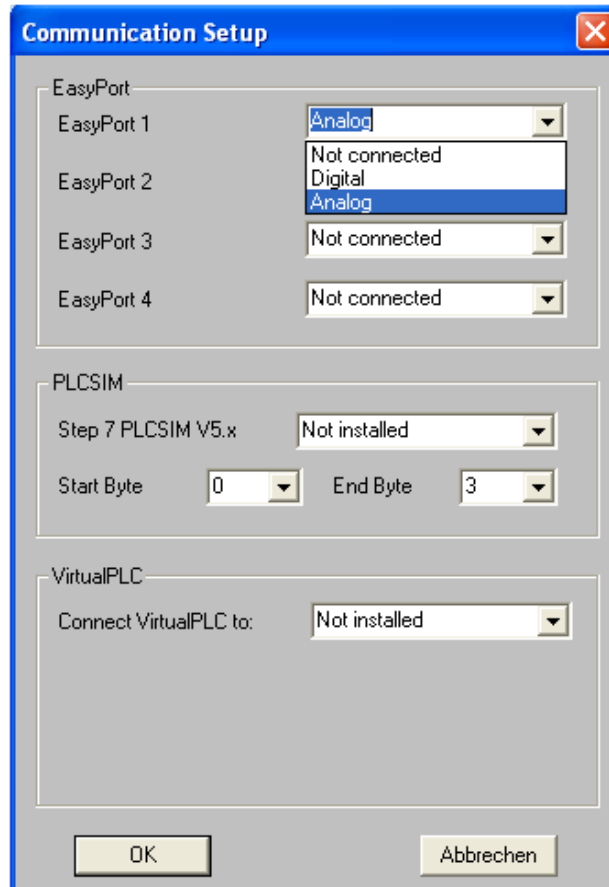 Communication Setup
EasyPort
EasyPort 1 Analog
Not connected
EasyPort 2 Digital
Analog
EasyPort 3 Not connected
EasyPort 4 Not connected
PLCSIM
Step 7 PLCSIM V5.x Not installed
Start Byte 0 End Byte 3
VirtualPLC
Connect VirtualPLC to: Not installed
OK Abbrechen